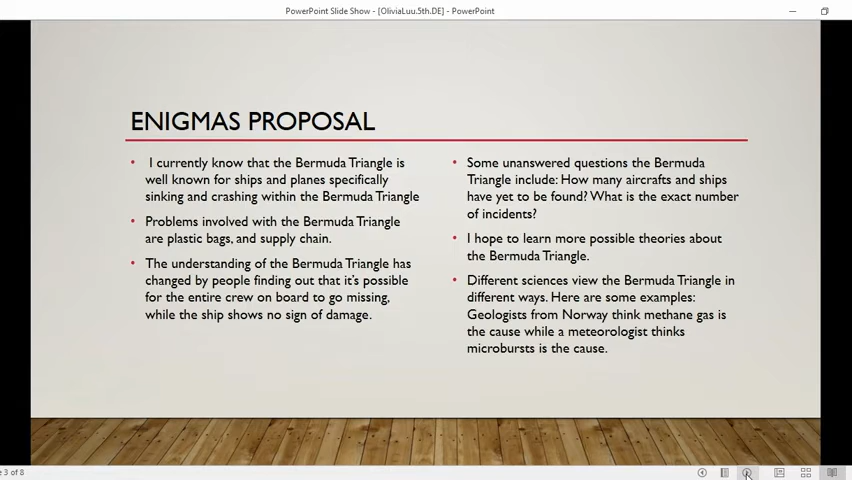 PowerPoint Slide Show - [OliviaLuu.5th.DE] - PowerPoint
ENIGMAS PROPOSAL
• I currently know that the Bermuda Triangle is
well known for ships and planes specifically
sinking and crashing within the Bermuda Triangle
• Problems involved with the Bermuda Triangle
are plastic bags, and supply chain.
• The understanding of the Bermuda Triangle has
changed by people finding out that it's possible
for the entire crew on board to go missing,
while the ship shows no sign of damage.
• Some unanswered questions the Bermuda
Triangle include: How many aircrafts and ships
have yet to be found? What is the exact number
of incidents?
• I hope to learn more possible theories about
the Bermuda Triangle.
• Different sciences view the Bermuda Triangle in
different ways. Here are some examples:
Geologists from Norway think methane gas is
the cause while a meteorologist thinks
microbursts is the cause.
e 3 of 8